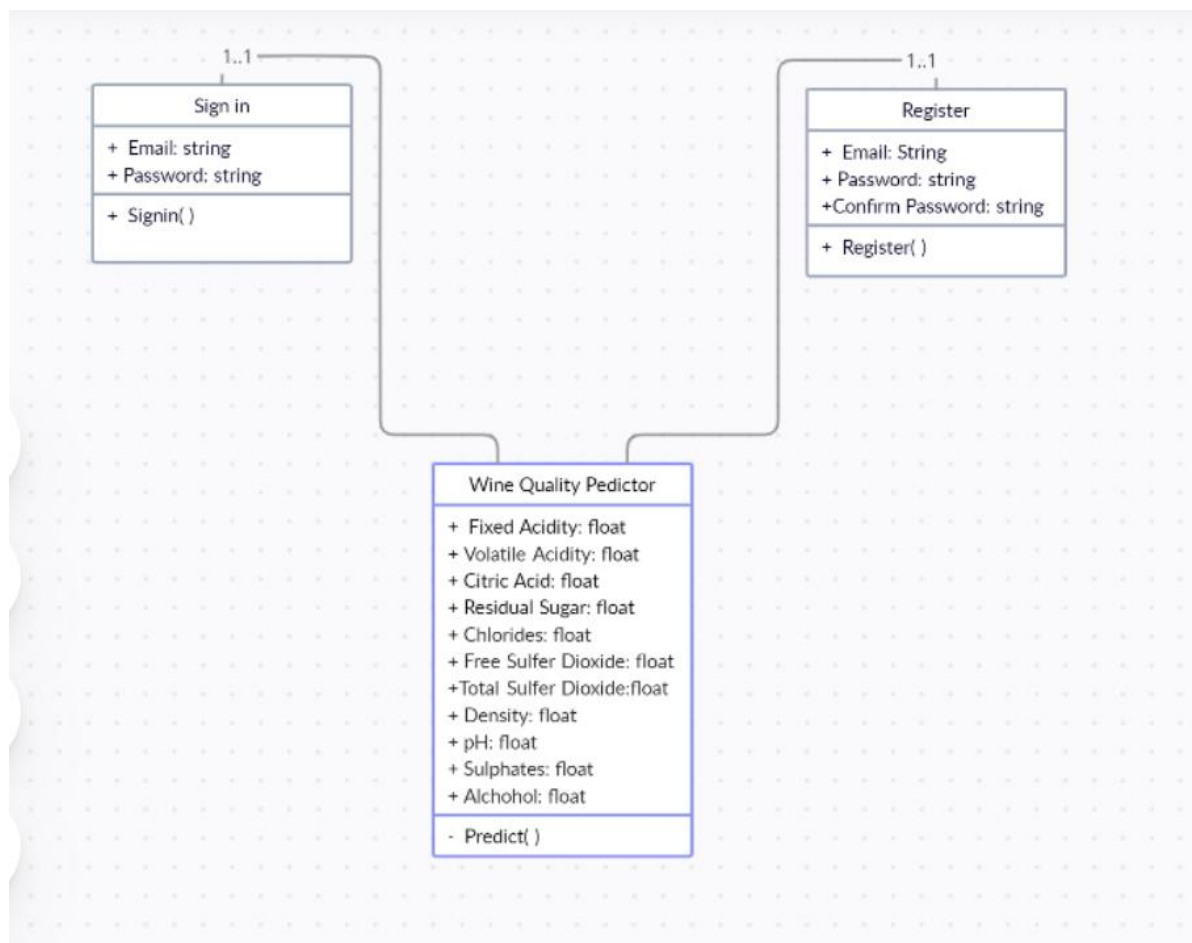 1..1
Sign in
+ Email: string
+ Password: string
+ Signin( )
1..1
Register
+ Email: String
+ Password: string
+Confirm Password: string
+ Register( )
Wine Quality Pedictor
+ Fixed Acidity: float
+ Volatile Acidity: float
+ Citric Acid: float
+ Residual Sugar: float
+ Chlorides: float
+ Free Sulfer Dioxide: float
+Total Sulfer Dioxide:float
+ Density: float
+ pH: float
+ Sulphates: float
+ Alchohol: float
- Predict( )